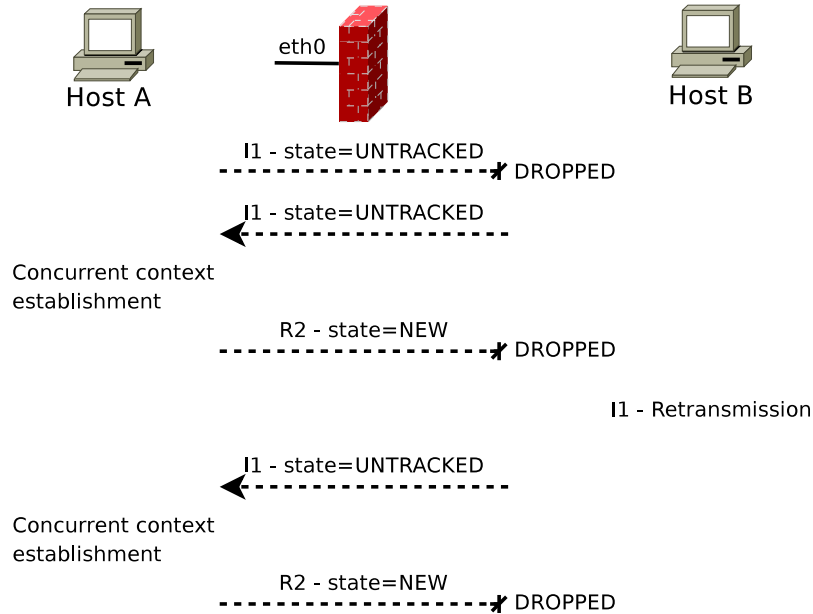 eth0
Host A
Host B
I1 - state=UNTRACKED
DROPPED
I1 - state=UNTRACKED
Concurrent context
establishment
R2 - state=NEW
DROPPED
I1 - Retransmission
I1 - state=UNTRACKED
Concurrent context
establishment
R2 - state=NEW
DROPPED